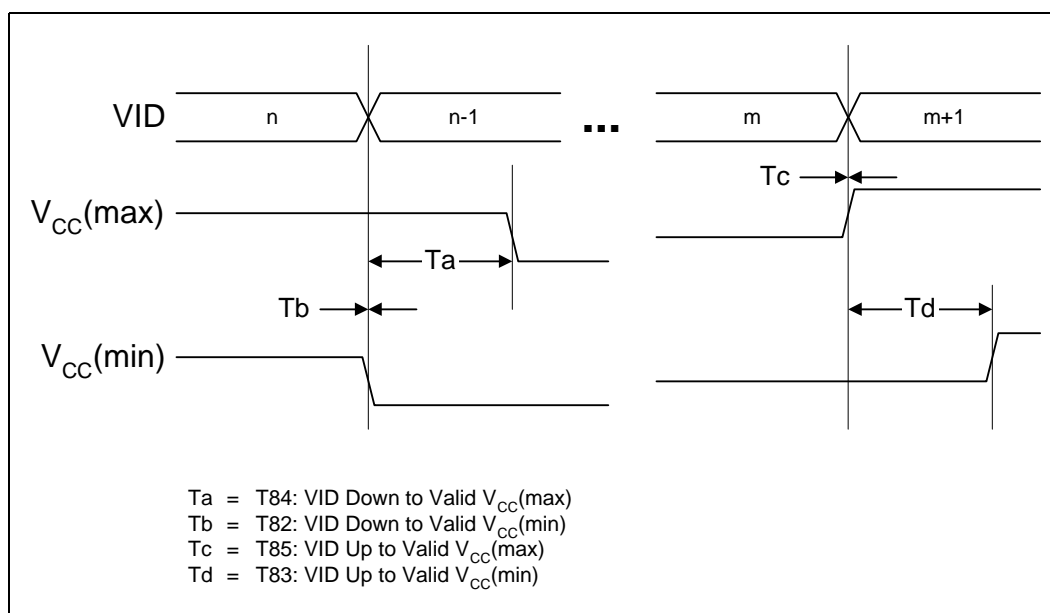 VID
n
n-1
...
m
m+1
Tc
V_CC(max)
Ta
Tb
Td
V_CC(min)
Ta = T84: VID Down to Valid V_CC(max)
Tb = T82: VID Down to Valid V_CC(min)
Tc = T85: VID Up to Valid V_CC(max)
Td = T83: VID Up to Valid V_CC(min)